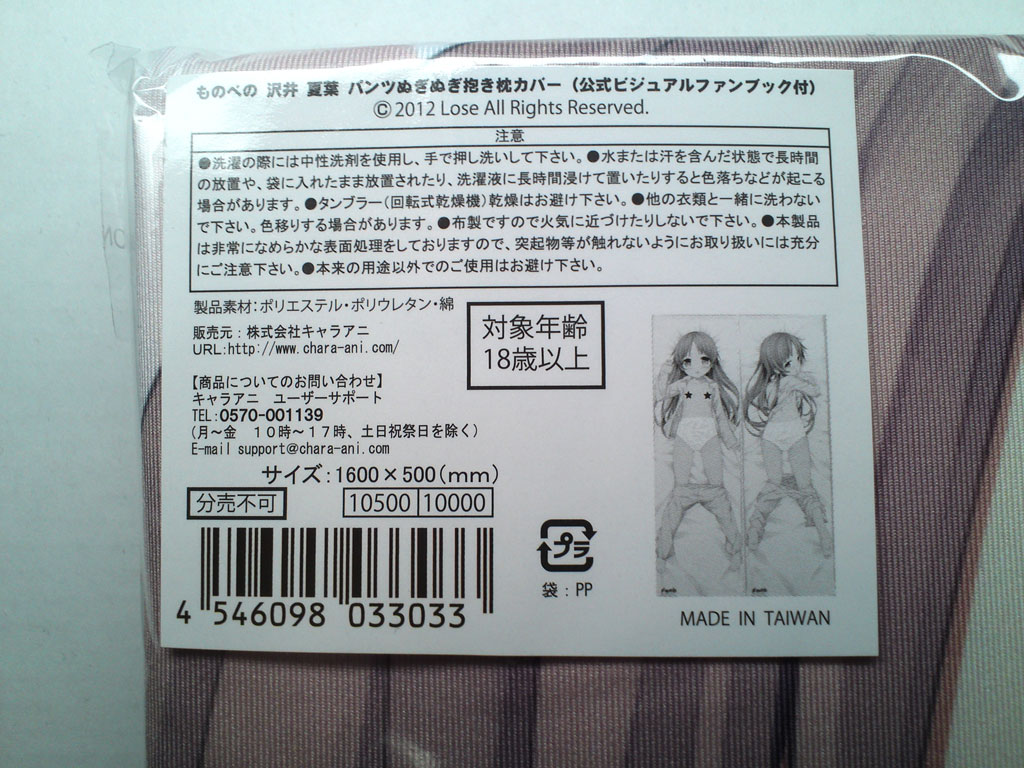 ものべの 沢井 夏葉 パンツぬぎぬぎ抱き枕カバー（公式ビジュアルファンブック付）
©2012 Lose All Rights Reserved.
注意
●洗濯の際には中性洗剤を使用し、手で押し洗いして下さい。●水または汗を含んだ状態で長時間
の放置や、袋に入れたまま放置されたり、洗濯液に長時間浸けて置いたりすると色落ちなどが起こる
場合があります。●タンブラー（回転式乾燥機）乾燥はお避け下さい。●他の衣類と一緒に洗わない
で下さい。色移りする場合があります。●布製ですので火気に近づけたりしないで下さい。●本製品
は非常になめらかな表面処理をしておりますので、突起物等が触れないようにお取り扱いには充分
にご注意下さい。●本来の用途以外でのご使用はお避け下さい。
製品素材：ポリエステル・ポリウレタン・綿
販売元：株式会社キャラアニ
URL:http://www.chara-ani.com/
対象年齢
18歳以上
【商品についてのお問い合わせ】
キャラアニ ユーザーサポート
TEL:0570-001139
（月～金 １０時～１７時、土日祝祭日を除く）
E-mail support@chara-ani.com
サイズ：1600×500（mm）
分売不可 10500 10000
4 546098 033033
プラ
袋：PP
MADE IN TAIWAN